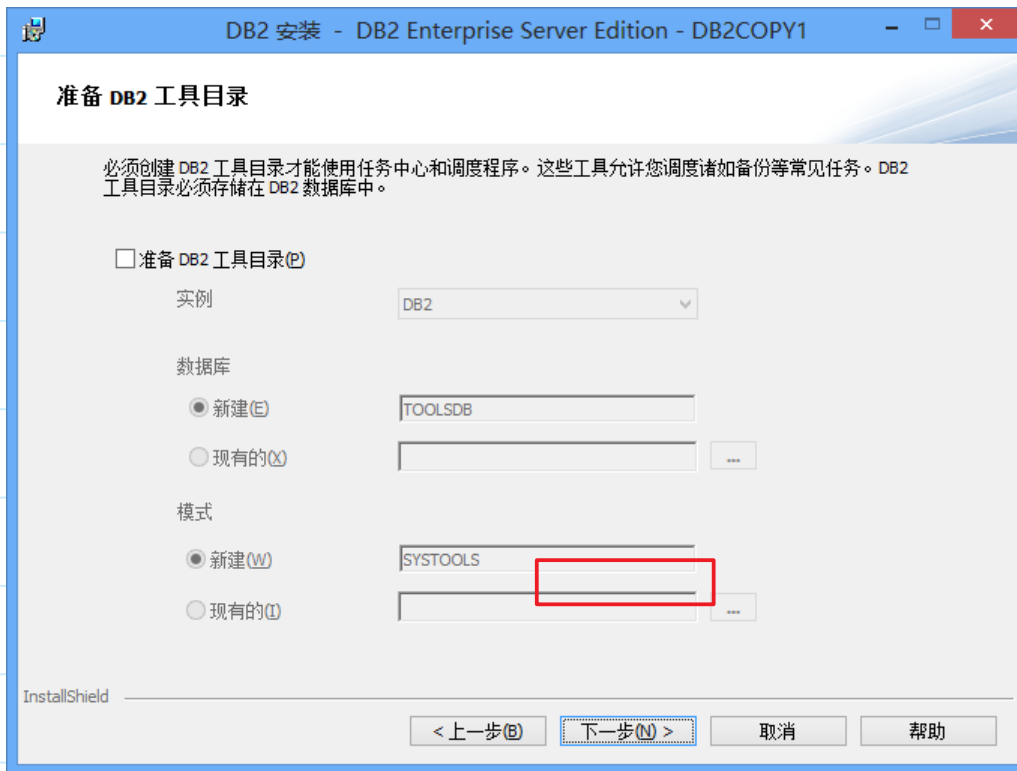 DB2 安装 - DB2 Enterprise Server Edition - DB2COPY1
准备 DB2 工具目录
必须创建 DB2 工具目录才能使用任务中心和调度程序。这些工具允许您调度诸如备份等常见任务。DB2
工具目录必须存储在 DB2 数据库中。
准备 DB2 工具目录(P)
实例 DB2
数据库
新建(E) TOOLSDB
现有的(X) ...
模式
新建(W) SYSTOOLS
现有的(I) ...
InstallShield
< 上一步(B) 下一步(N) > 取消 帮助